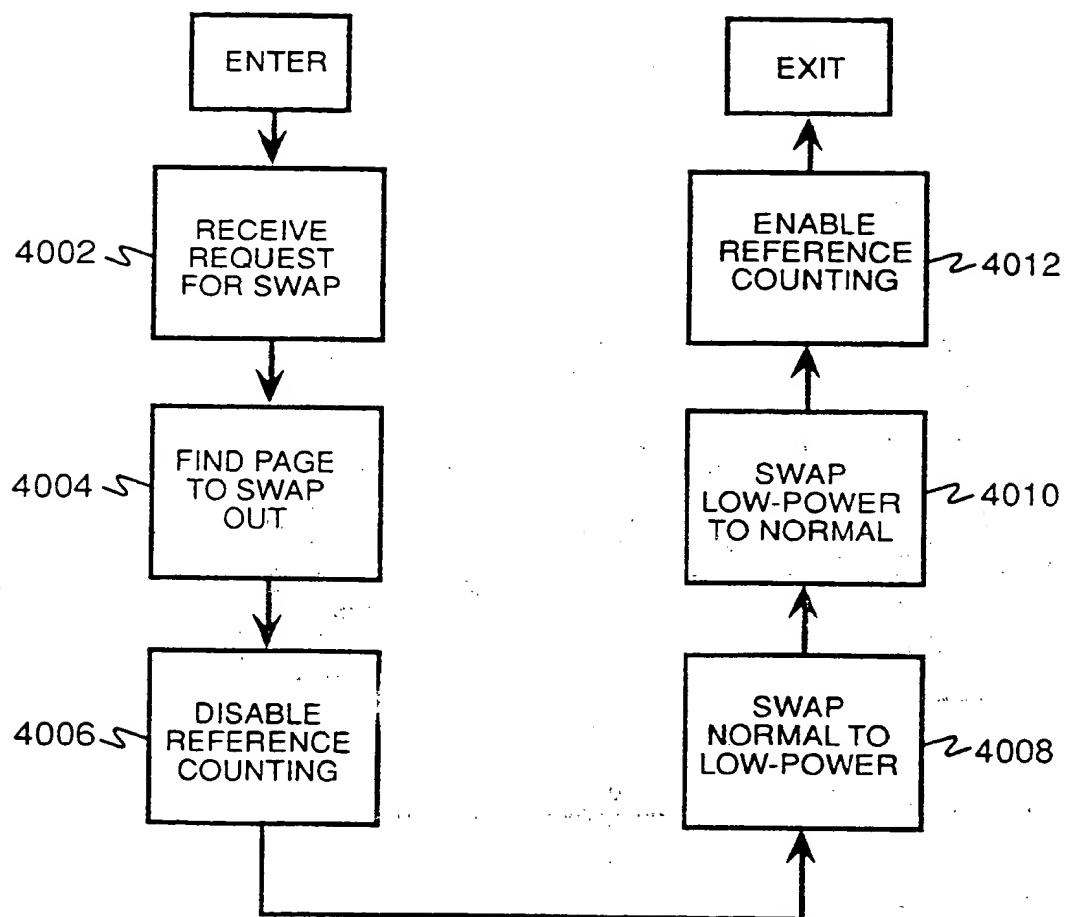 ENTER
4002
RECEIVE
REQUEST
FOR SWAP
4004
FIND PAGE
TO SWAP
OUT
4006
DISABLE
REFERENCE
COUNTING
SWAP
NORMAL TO
LOW-POWER
4008
SWAP
LOW-POWER
TO NORMAL
4010
ENABLE
REFERENCE
COUNTING
4012
EXIT